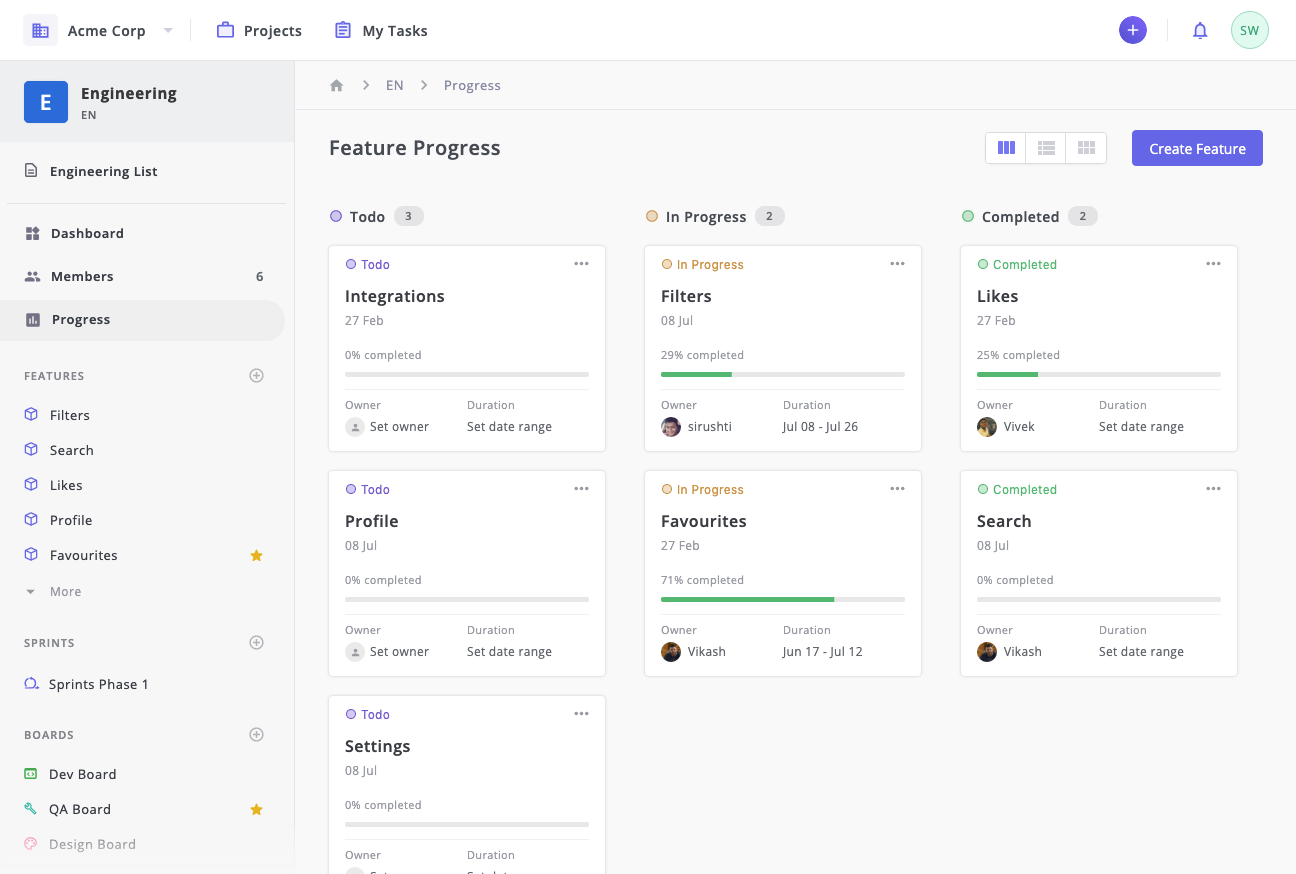 Acme Corp
Projects
My Tasks
+
SW
E
Engineering
EN
Engineering List
Dashboard
Members 6
Progress
FEATURES
Filters
Search
Likes
Profile
Favourites
More
SPRINTS
Sprints Phase 1
BOARDS
Dev Board
QA Board
Design Board
EN
Progress
Feature Progress
Create Feature
Todo 3
Todo
Integrations
27 Feb
0% completed
Owner Duration
Set owner Set date range
Todo
Profile
08 Jul
0% completed
Owner Duration
Set owner Set date range
Todo
Settings
08 Jul
0% completed
Owner Duration
In Progress 2
In Progress
Filters
08 Jul
29% completed
Owner Duration
sirushti Jul 08 - Jul 26
In Progress
Favourites
27 Feb
71% completed
Owner Duration
Vikash Jun 17 - Jul 12
Completed 2
Completed
Likes
27 Feb
25% completed
Owner Duration
Vivek Set date range
Completed
Search
08 Jul
0% completed
Owner Duration
Vikash Set date range